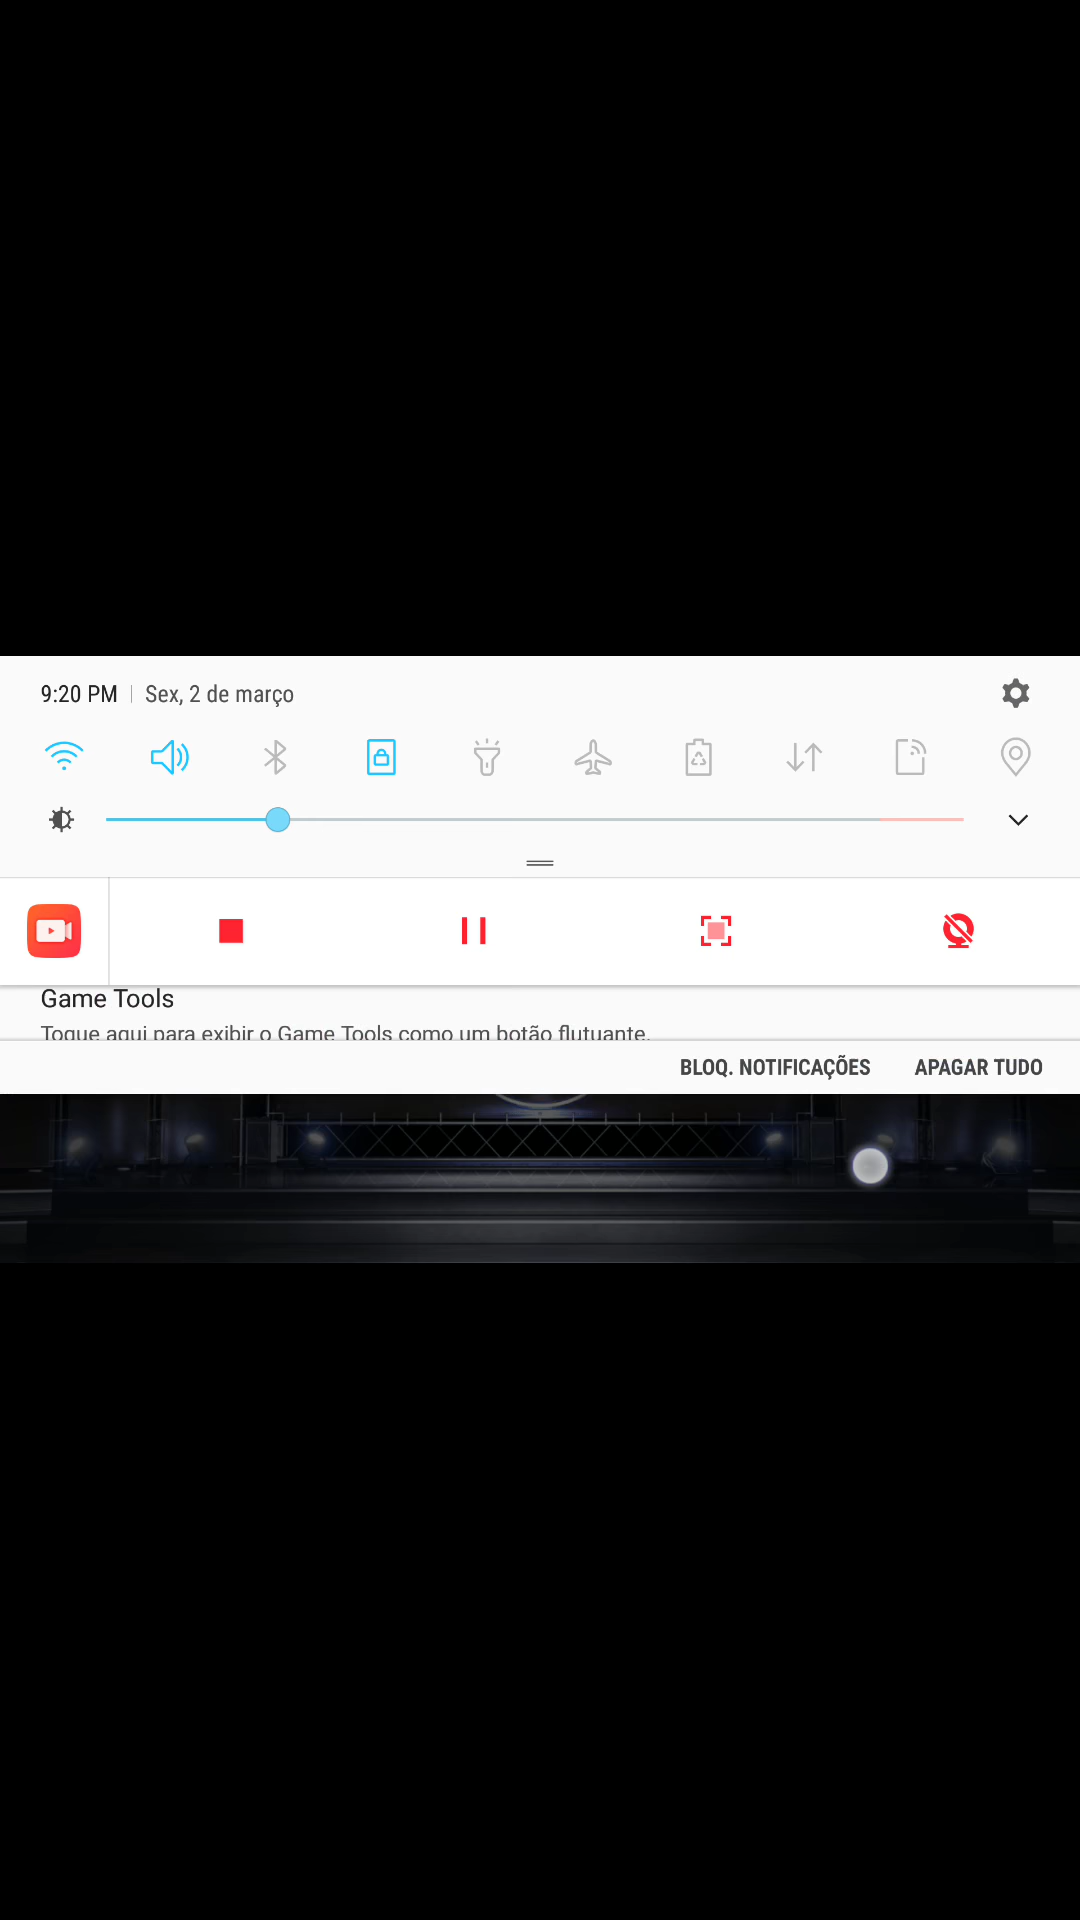 9:20 PM | Sex, 2 de março
Game Tools
Toque aqui para exibir o Game Tools como um botão flutuante.
BLOQ. NOTIFICAÇÕES APAGAR TUDO